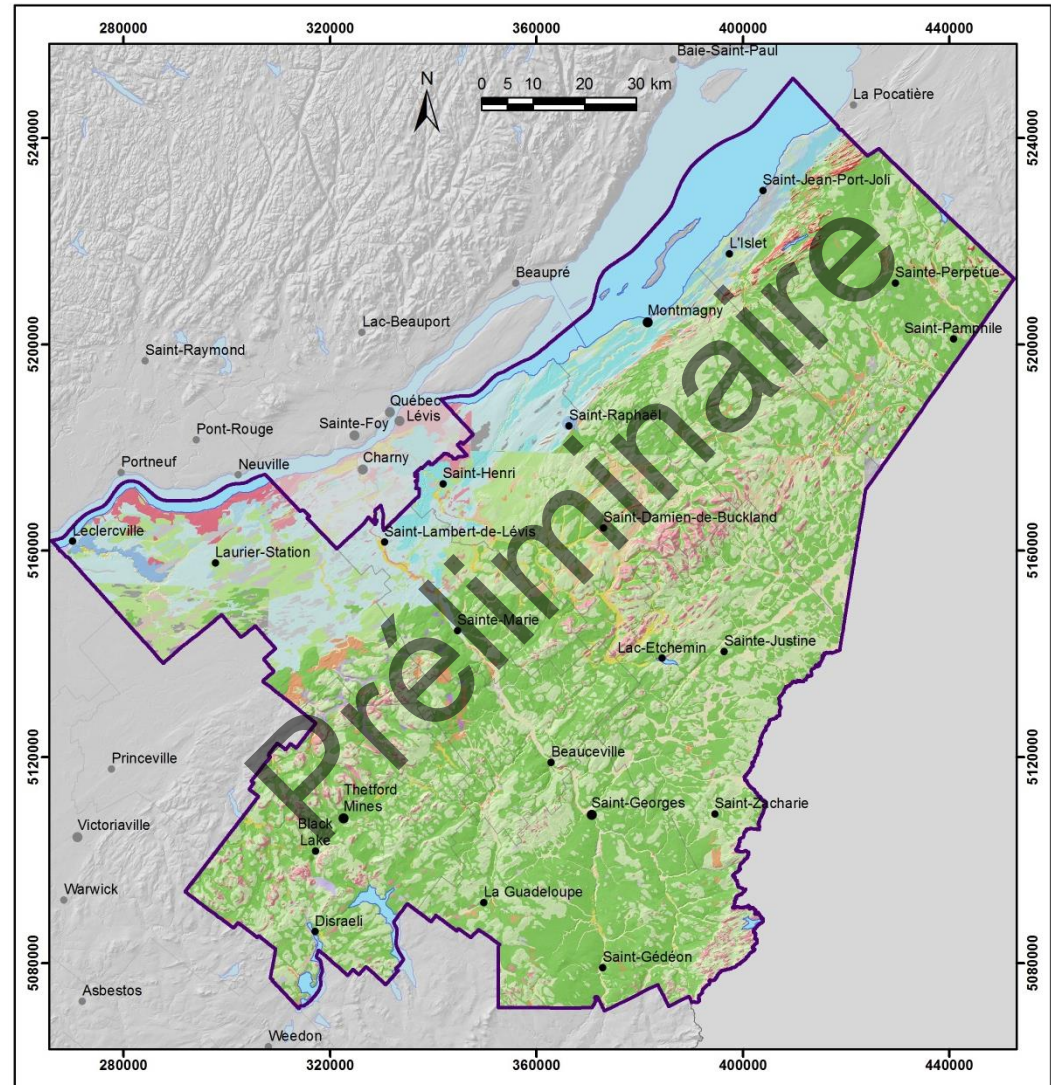 280000
320000
360000
400000
440000
Baie-Saint-Paul
N
0 5 10 20 30 km
La Pocatière
5240000
5240000
Saint-Jean-Port-Joli
L'Islet
Beaupré
Sainte-Perpétue
Montmagny
Lac-Beauport
Saint-Pamphile
5200000
5200000
Saint-Raymond
Québec
Lévis
Sainte-Foy
Saint-Raphaël
Pont-Rouge
Charny
Portneuf
Neuville
Saint-Henri
Saint-Damien-de-Buckland
Leclercville
Saint-Lambert-de-Lévis
5160000
5160000
Laurier-Station
Sainte-Marie
Sainte-Justine
Lac-Etchemin
Préliminaire
5120000
5120000
Princeville
Beauceville
Thetford
Mines
Saint-Georges
Saint-Zacharie
Victoriaville
Black
Lake
Warwick
La Guadeloupe
Disraeli
5080000
5080000
Saint-Gédéon
Asbestos
Weedon
280000
320000
360000
400000
440000